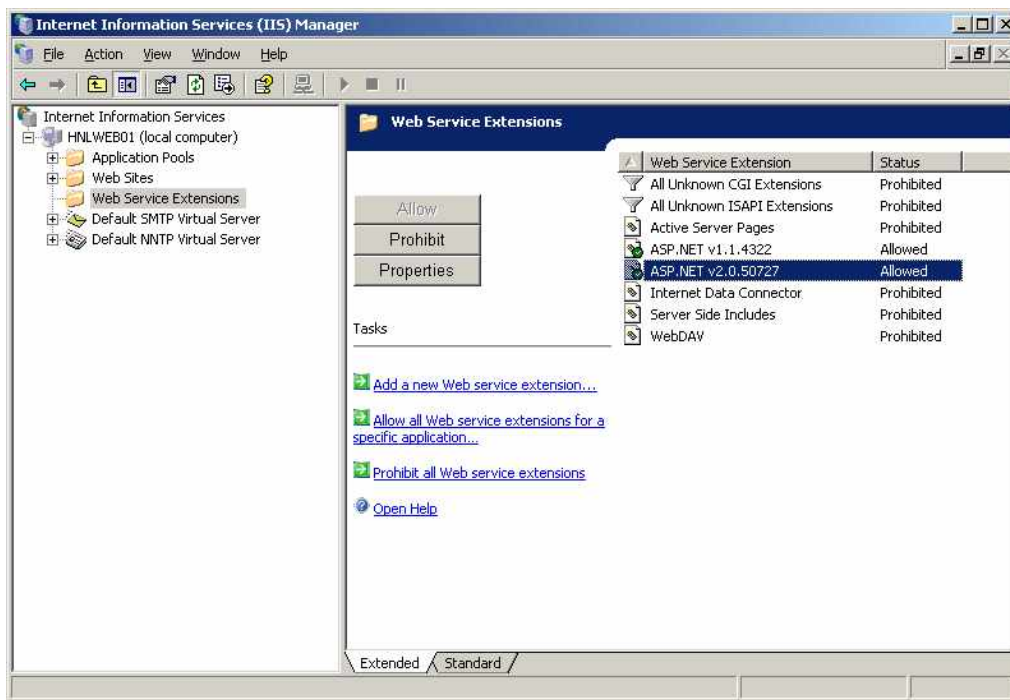 Internet Information Services (IIS) Manager
File Action View Window Help
Internet Information Services
HNLWEB01 (local computer)
Application Pools
Web Sites
Web Service Extensions
Default SMTP Virtual Server
Default NNTP Virtual Server
Web Service Extensions
Allow
Prohibit
Properties
Tasks
Add a new Web service extension...
Allow all Web service extensions for a
specific application...
Prohibit all Web service extensions
Open Help
Web Service Extension Status
All Unknown CGI Extensions Prohibited
All Unknown ISAPI Extensions Prohibited
Active Server Pages Prohibited
ASP.NET v1.1.4322 Allowed
ASP.NET v2.0.50727 Allowed
Internet Data Connector Prohibited
Server Side Includes Prohibited
WebDAV Prohibited
Extended Standard